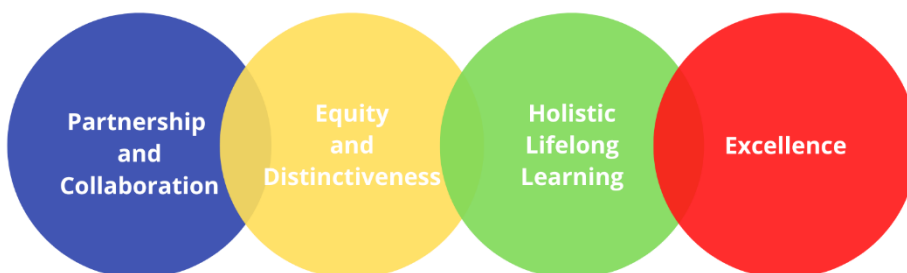 Partnership
and
Collaboration
Equity
and
Distinctiveness
Holistic
Lifelong
Learning
Excellence